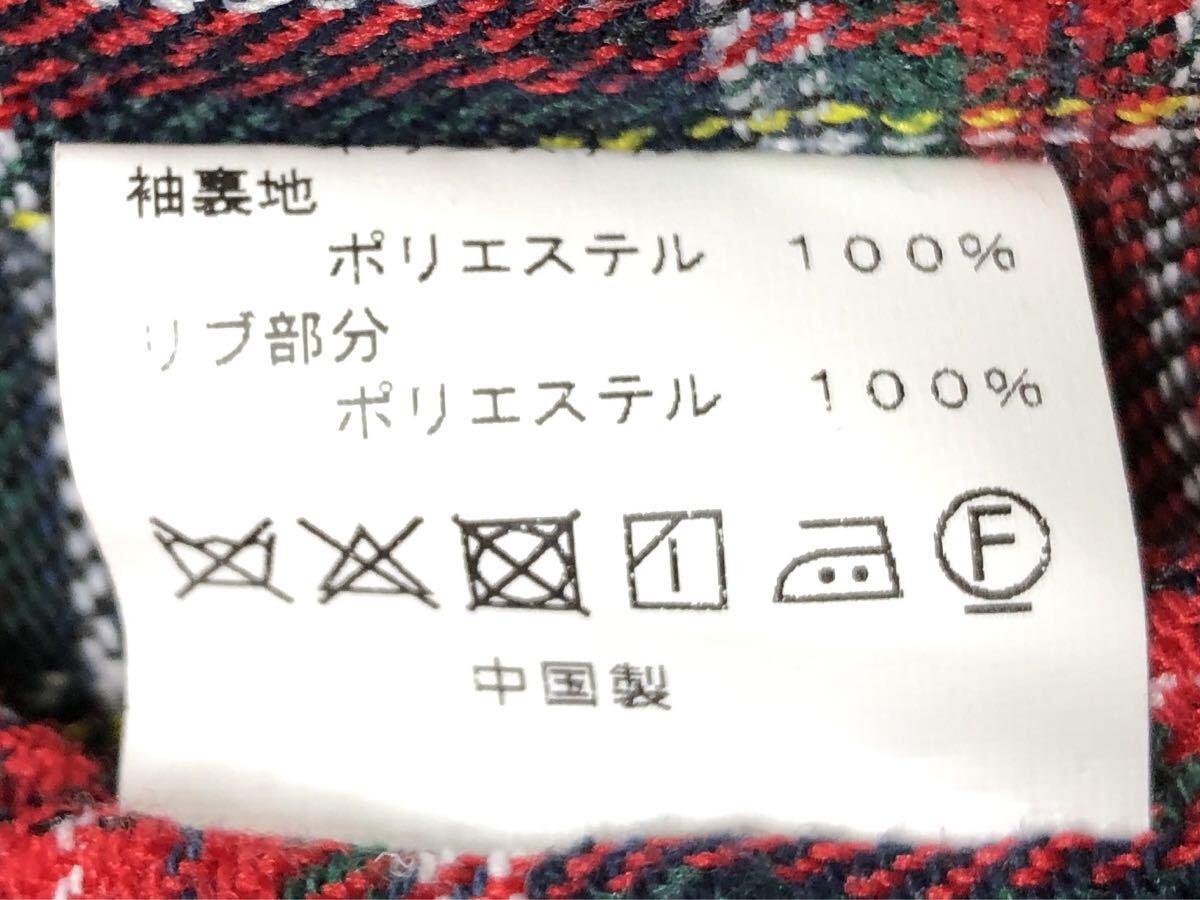 袖裏地
ポリエステル　１００％
リブ部分
ポリエステル　１００％
F
中国製